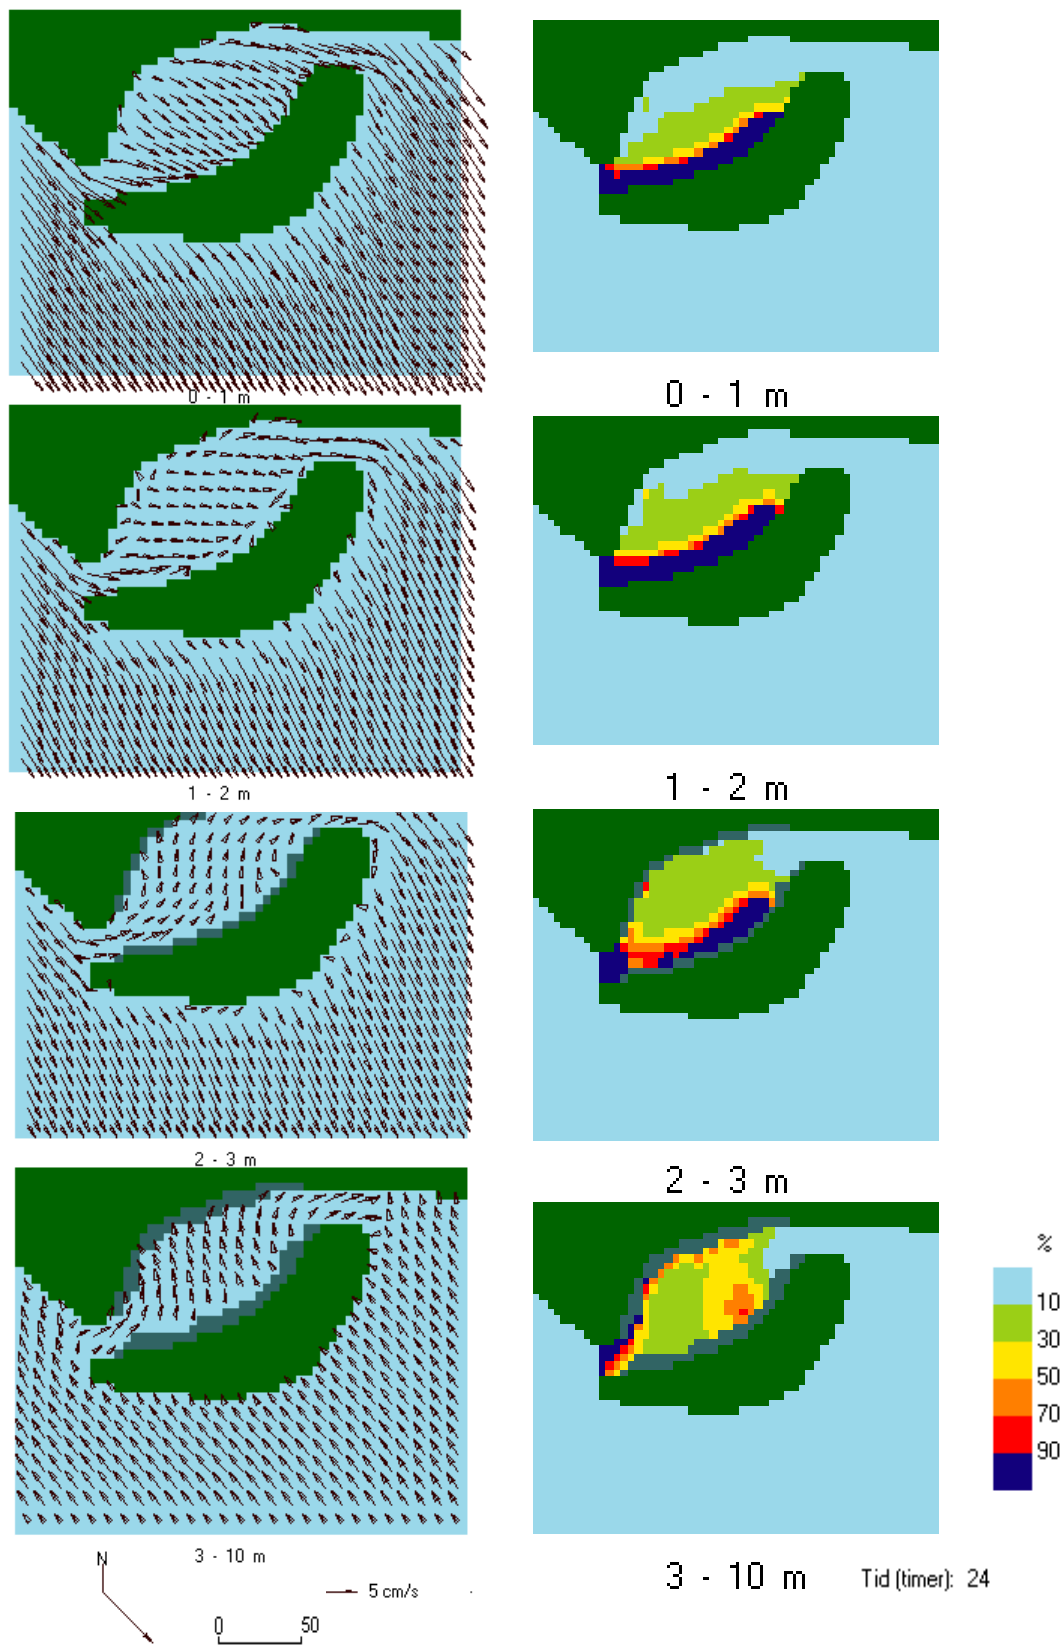 0 - 1 m
0 - 1 m
1 - 2 m
1 - 2 m
2 - 3 m
2 - 3 m
%
10
30
50
70
90
3 - 10 m
3 - 10 m
Tid (timer): 24
N
5 cm/s
0 50